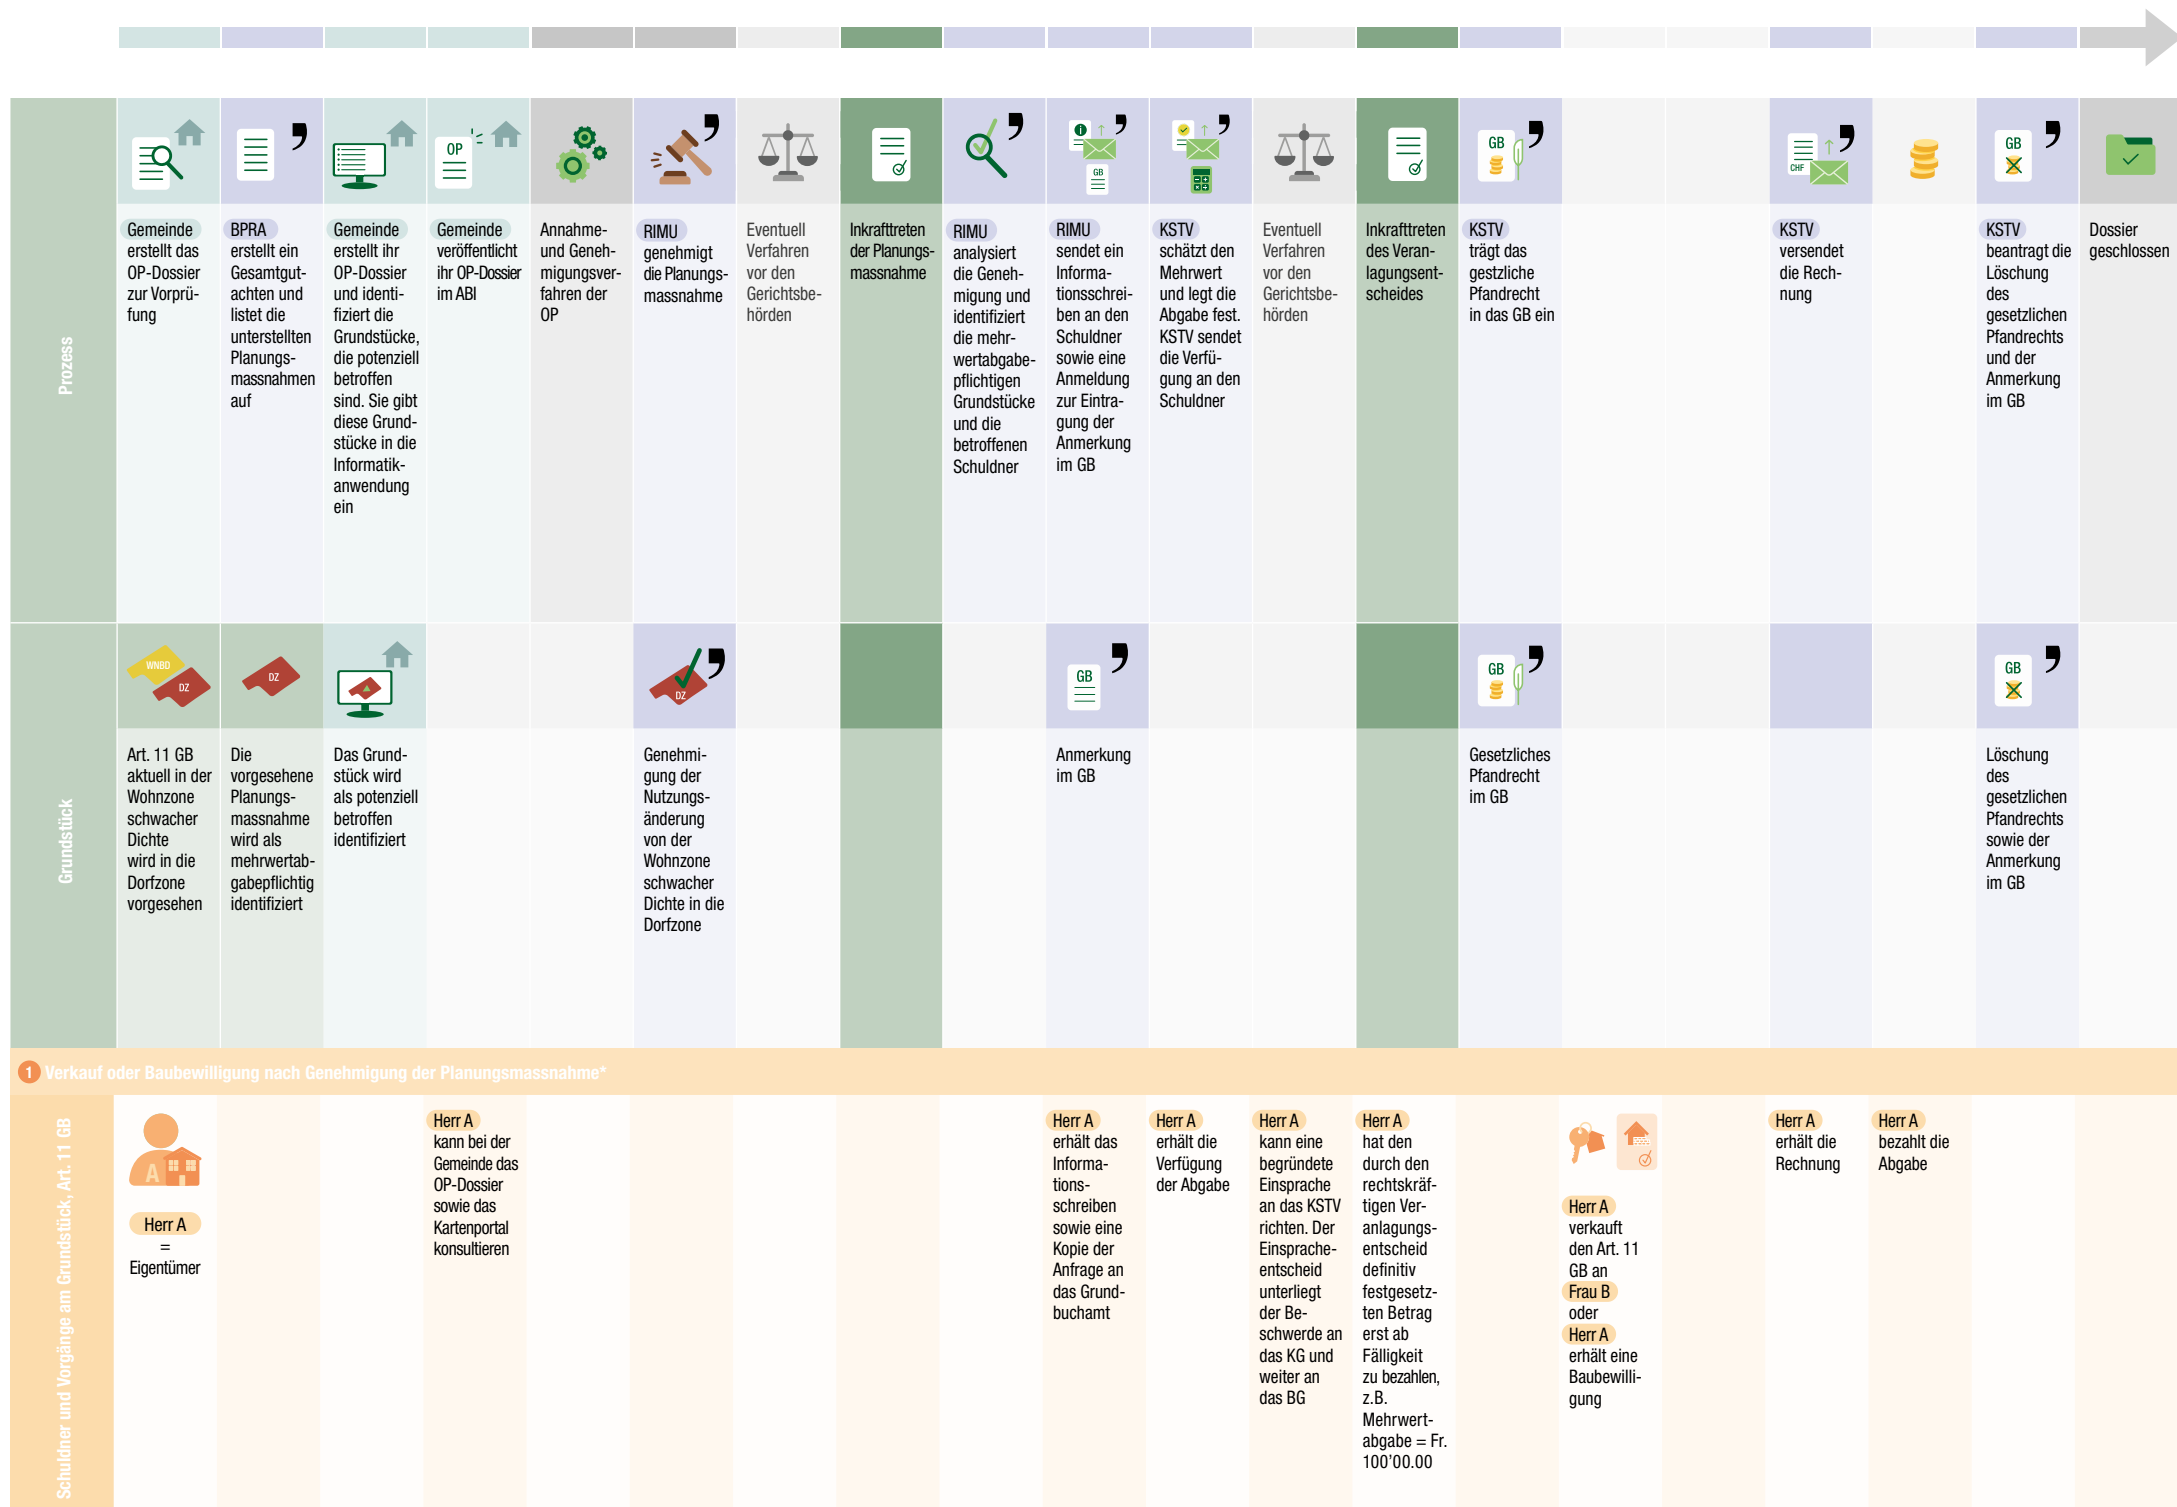 OP
GB
GB
CHF
GB
Prozess
Gemeinde
erstellt das
OP-Dossier
zur Vorprü-
fung
BPRA
erstellt ein
Gesamtgut-
achten und
listet die
unterstellten
Planungs-
massnahmen
auf
Gemeinde
erstellt ihr
OP-Dossier
und identi-
fiziert die
Grundstücke,
die potenziell
betroffen
sind. Sie gibt
diese Grund-
stücke in die
Informatik-
anwendung
ein
Gemeinde
veröffentlicht
ihr OP-Dossier
im ABl
Annahme-
und Geneh-
migungsver-
fahren der
OP
RIMU
genehmigt
die Planungs-
massnahme
Eventuell
Verfahren
vor den
Gerichtsbe-
hörden
Inkrafttreten
der Planungs-
massnahme
RIMU
analysiert
die Geneh-
migung und
identifiziert
die mehr-
wertabgabe-
pflichtigen
Grundstücke
und die
betroffenen
Schuldner
RIMU
sendet ein
Informa-
tionsschrei-
ben an den
Schuldner
sowie eine
Anmeldung
zur Eintra-
gung der
Anmerkung
im GB
KSTV
schätzt den
Mehrwert
und legt die
Abgabe fest.
KSTV sendet
die Verfü-
gung an den
Schuldner
Eventuell
Verfahren
vor den
Gerichtsbe-
hörden
Inkrafttreten
des Veran-
lagungsent-
scheides
KSTV
trägt das
gestzliche
Pfandrecht
in das GB ein
KSTV
versendet
die Rech-
nung
KSTV
beantragt die
Löschung
des
gesetzlichen
Pfandrechts
und der
Anmerkung
im GB
Dossier
geschlossen
Grundstück
WNBD
DZ
DZ
DZ
GB
GB
GB
Art. 11 GB
aktuell in der
Wohnzone
schwacher
Dichte
wird in die
Dorfzone
vorgesehen
Die
vorgesehene
Planungs-
massnahme
wird als
mehrwertab-
gabepflichtig
identifiziert
Das Grund-
stück wird
als potenziell
betroffen
identifiziert
Genehmi-
gung der
Nutzungs-
änderung
von der
Wohnzone
schwacher
Dichte in die
Dorfzone
Anmerkung
im GB
Gesetzliches
Pfandrecht
im GB
Löschung
des
gesetzlichen
Pfandrechts
sowie der
Anmerkung
im GB
1 Verkauf oder Baubewilligung nach Genehmigung der Planungsmassnahme*
Schuldner und Vorgänge am Grundstück, Art. 11 GB
A
Herr A
=
Eigentümer
Herr A
kann bei der
Gemeinde das
OP-Dossier
sowie das
Kartenportal
konsultieren
Herr A
erhält das
Informa-
tions-
schreiben
sowie eine
Kopie der
Anfrage an
das Grund-
buchamt
Herr A
erhält die
Verfügung
der Abgabe
Herr A
kann eine
begründete
Einsprache
an das KSTV
richten. Der
Einsprache-
entscheid
unterliegt
der Be-
schwerde an
das KG und
weiter an
das BG
Herr A
hat den
durch den
rechtskräf-
tigen Ver-
anlagungs-
entscheid
definitiv
festgesetz-
ten Betrag
erst ab
Fälligkeit
zu bezahlen,
z.B.
Mehrwert-
abgabe = Fr.
100'00.00
Herr A
verkauft
den Art. 11
GB an
Frau B
oder
Herr A
erhält eine
Baubewilli-
gung
Herr A
erhält die
Rechnung
Herr A
bezahlt die
Abgabe